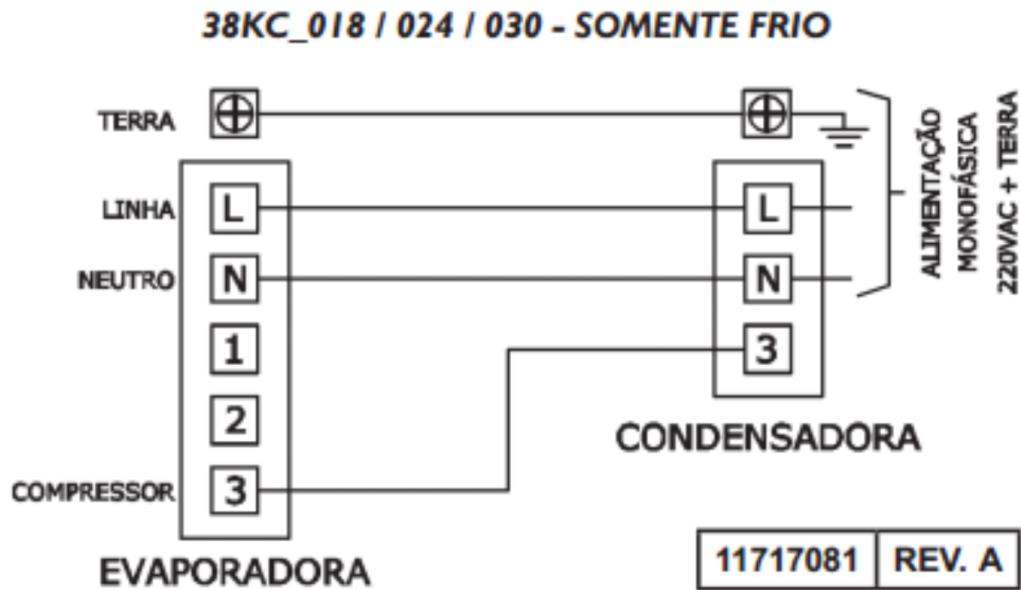 38KC_018 / 024 / 030 - SOMENTE FRIO
TERRA
LINHA
L
L
NEUTRO
N
N
1
3
2
COMPRESSOR
3
EVAPORADORA
CONDENSADORA
ALIMENTAÇÃO
MONOFÁSICA
220VAC + TERRA
11717081
REV. A